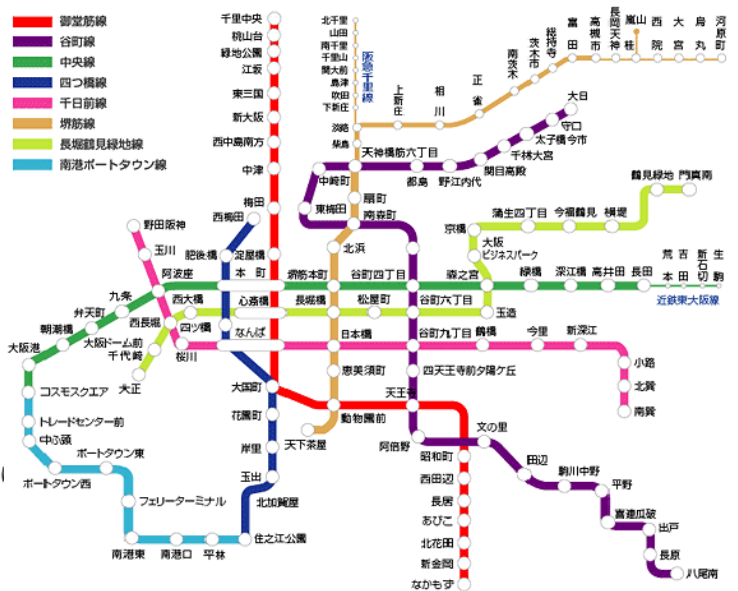 御堂筋線
谷町線
中央線
四つ橋線
千日前線
堺筋線
長堀鶴見緑地線
南港ポートタウン線
千里中央
桃山台
緑地公園
江坂
東三国
新大阪
西中島南方
中津
梅田
西梅田
肥後橋
淀屋橋
本町
心斎橋
なんば
大国町
花園町
岸里
玉出
北加賀屋
住之江公園
平林
南港口
南港東
フェリーターミナル
ポートタウン東
ポートタウン西
中ふ頭
トレードセンター前
コスモスクエア
大阪港
朝潮橋
弁天町
九条
阿波座
野田阪神
玉川
西長堀
桜川
大阪ドーム前
千代崎
大正
西大橋
四ツ橋
北千里
山田
南千里
千里山
関大前
島津
吹田
下新庄
淡路
柴島
阪急千里線
上新庄
相川
正雀
南茨木
茨木市
総持寺
富田
高槻市
長岡天神
嵐山
桂
西院
大宮
烏丸
河原町
天神橋筋六丁目
中崎町
東梅田
扇町
南森町
北浜
堺筋本町
長堀橋
日本橋
恵美須町
動物園前
天下茶屋
都島
野江内代
関目高殿
千林大宮
太子橋今市
守口
大日
谷町四丁目
谷町六丁目
谷町九丁目
四天王寺前夕陽ケ丘
天王寺
阿倍野
文の里
田辺
駒川中野
平野
喜連瓜破
出戸
長原
八尾南
昭和町
西田辺
長居
あびこ
北花田
新金岡
なかもず
松屋町
玉造
森之宮
大阪
ビジネスパーク
京橋
蒲生四丁目
今福鶴見
横堤
鶴見緑地
門真南
緑橋
深江橋
高井田
長田
荒本
吉田
新石切
生駒
近鉄東大阪線
鶴橋
今里
新深江
小路
北巽
南巽